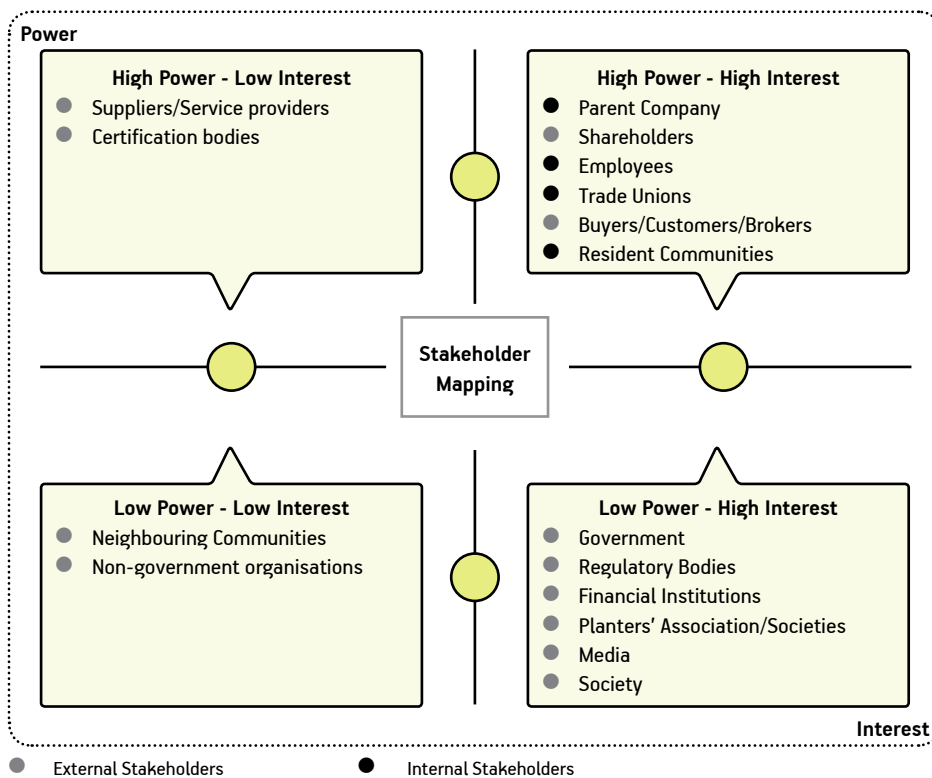 Power
High Power - Low Interest
Suppliers/Service providers
Certification bodies
High Power - High Interest
Parent Company
Shareholders
Employees
Trade Unions
Buyers/Customers/Brokers
Resident Communities
Stakeholder
Mapping
Low Power - Low Interest
Neighbouring Communities
Non-government organisations
Low Power - High Interest
Government
Regulatory Bodies
Financial Institutions
Planters' Association/Societies
Media
Society
Interest
External Stakeholders
Internal Stakeholders